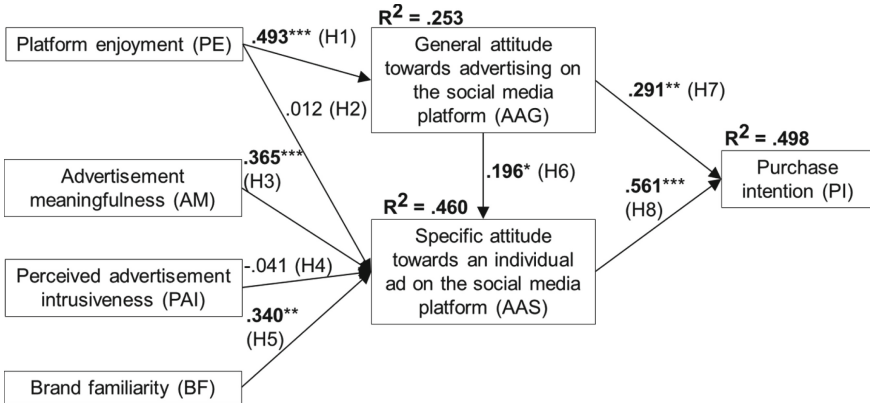 R² = .253
Platform enjoyment (PE)
.493*** (H1)
General attitude
towards advertising on
the social media
platform (AAG)
.012 (H2)
.291** (H7)
R² = .498
Purchase
intention (PI)
.365***
(H3)
Advertisement
meaningfulness (AM)
.196* (H6)
.561***
(H8)
R² = .460
Specific attitude
towards an individual
ad on the social media
platform (AAS)
-.041 (H4)
Perceived advertisement
intrusiveness (PAI)
.340**
(H5)
Brand familiarity (BF)